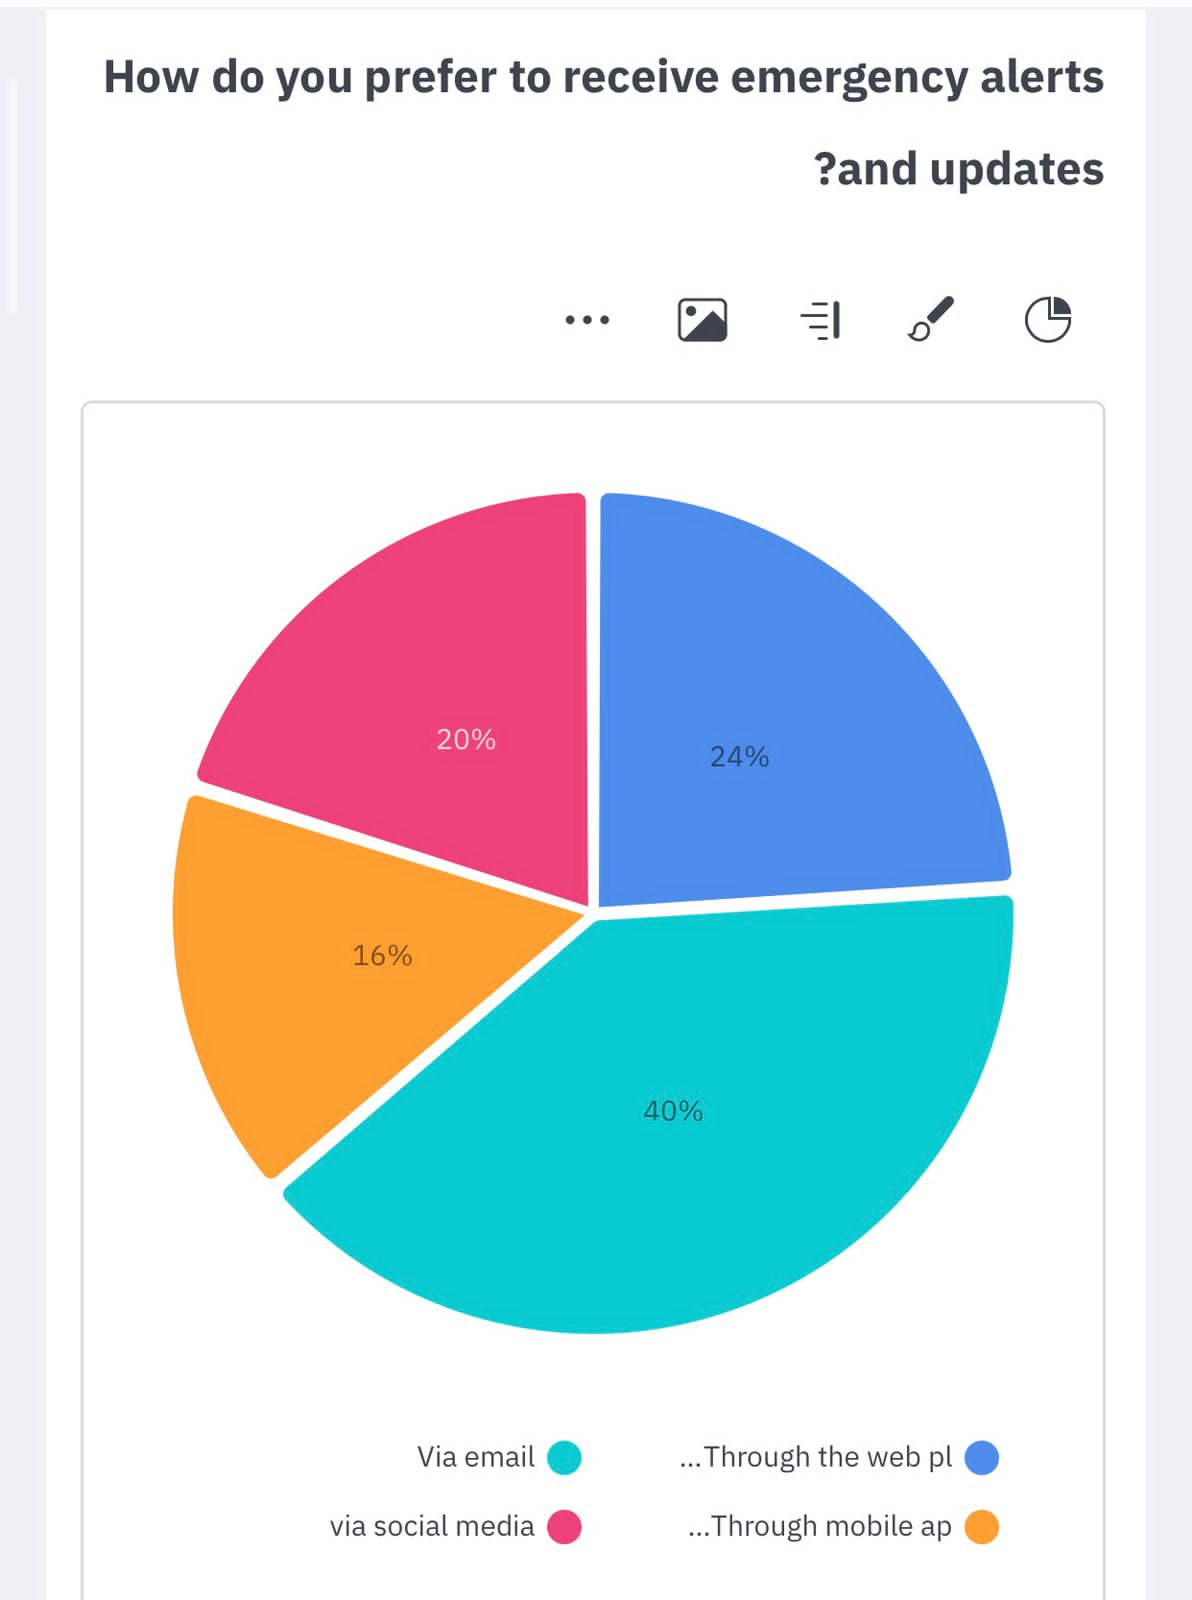 How do you prefer to receive emergency alerts
?and updates
20%
24%
16%
40%
Via email
...Through the web pl
via social media
...Through mobile ap